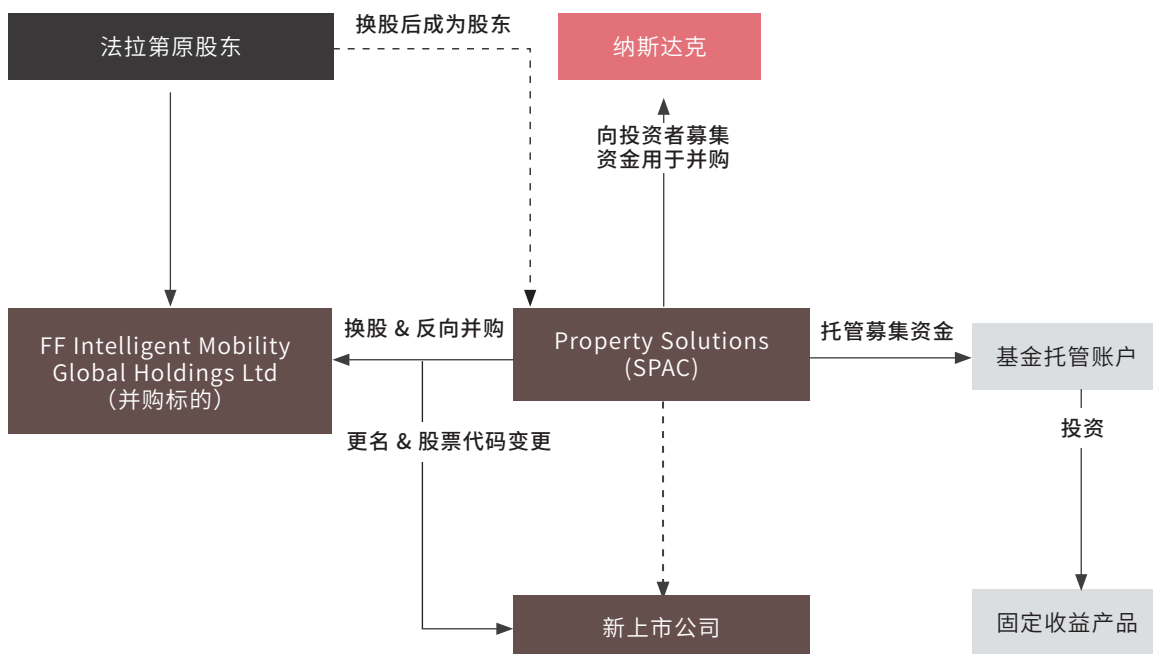 换股后成为股东
法拉第原股东
纳斯达克
向投资者募集
资金用于并购
FF Intelligent Mobility
Global Holdings Ltd
（并购标的）
换股 & 反向并购
Property Solutions
(SPAC)
托管募集资金
基金托管账户
更名 & 股票代码变更
投资
新上市公司
固定收益产品